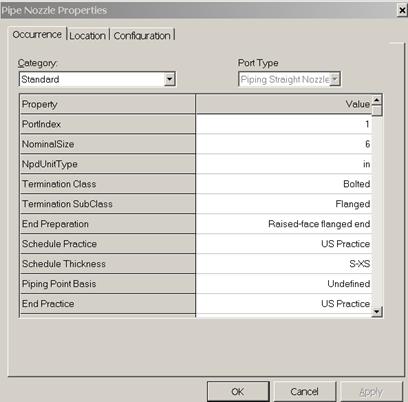 Pipe Nozzle Properties
Occurrence Location Configuration
Category: Port Type
Standard Piping Straight Nozzle
Property Value
PortIndex 1
NominalSize 6
NpdUnitType in
Termination Class Bolted
Termination SubClass Flanged
End Preparation Raised-face flanged end
Schedule Practice US Practice
Schedule Thickness S-XS
Piping Point Basis Undefined
End Practice US Practice
OK Cancel Apply